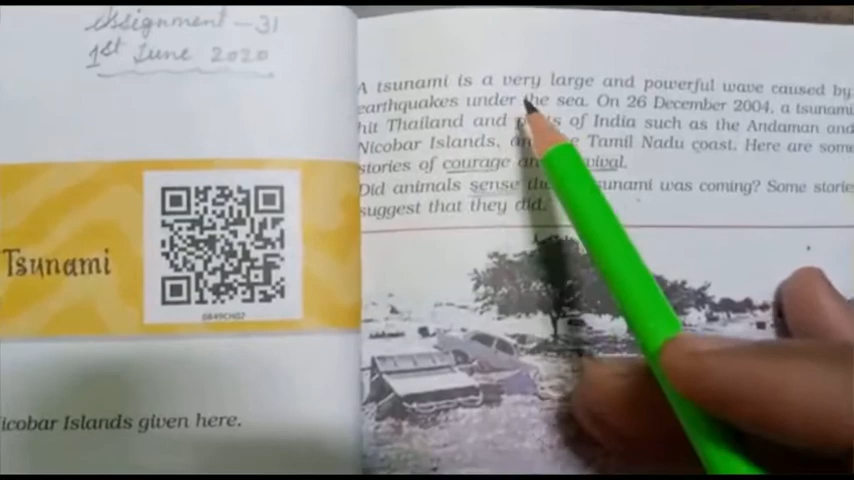 Assignment - 31
1st June 2020
Tsunami
0849CH02
icobar Islands given here.
A tsunami is a very large and powerful wave caused by
earthquakes under the sea. On 26 December 2004, a tsunami
hit Thailand and of India such as the Andaman and
Nicobar Islands, Tamil Nadu coast. Here are some
stories of courage
Did animals sense tsunami was coming? Some stories
suggest that they did.